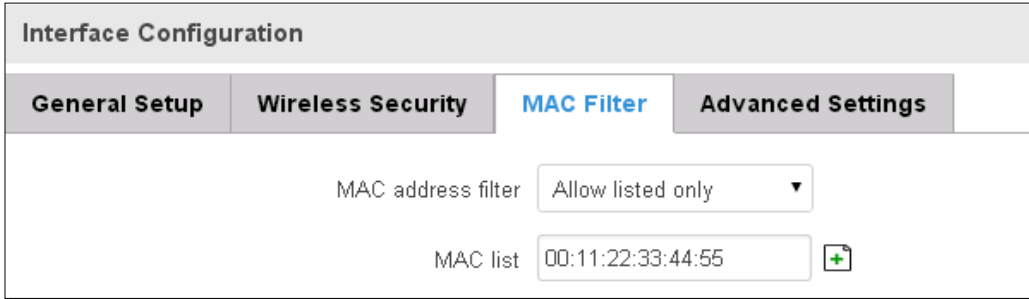 Interface Configuration
General Setup Wireless Security MAC Filter Advanced Settings
MAC address filter Allow listed only
MAC list 00:11:22:33:44:55